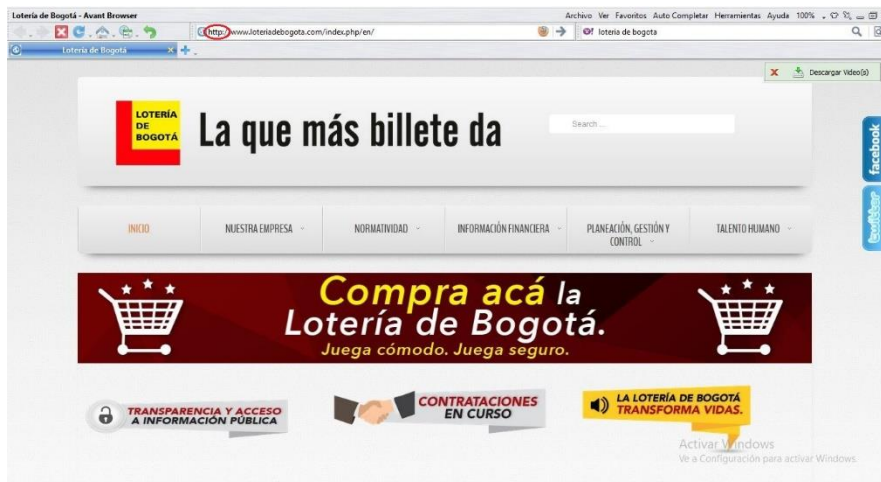 Lotería de Bogotá - Avant Browser
Archivo Ver Favoritos Auto Completar Herramientas Ayuda 100%
http://www.loteriadebogota.com/index.php/en/
loteria de bogota
Lotería de Bogotá
Descargar Video(s)
LOTERÍA
DE
BOGOTÁ
La que más billete da
Search ...
facebook
twitter
INICIO
NUESTRA EMPRESA
NORMATIVIDAD
INFORMACIÓN FINANCIERA
PLANEACIÓN, GESTIÓN Y
CONTROL
TALENTO HUMANO
Compra acá la
Lotería de Bogotá.
Juega cómodo. Juega seguro.
TRANSPARENCIA Y ACCESO
A INFORMACIÓN PÚBLICA
CONTRATACIONES
EN CURSO
LA LOTERÍA DE BOGOTÁ
TRANSFORMA VIDAS.
Activar Windows
Ve a Configuración para activar Windows.